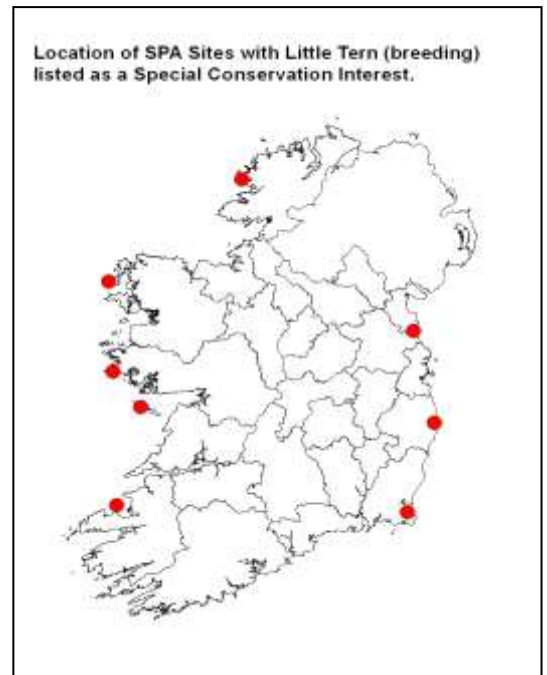 Location of SPA Sites with Little Tern (breeding)
listed as a Special Conservation Interest.